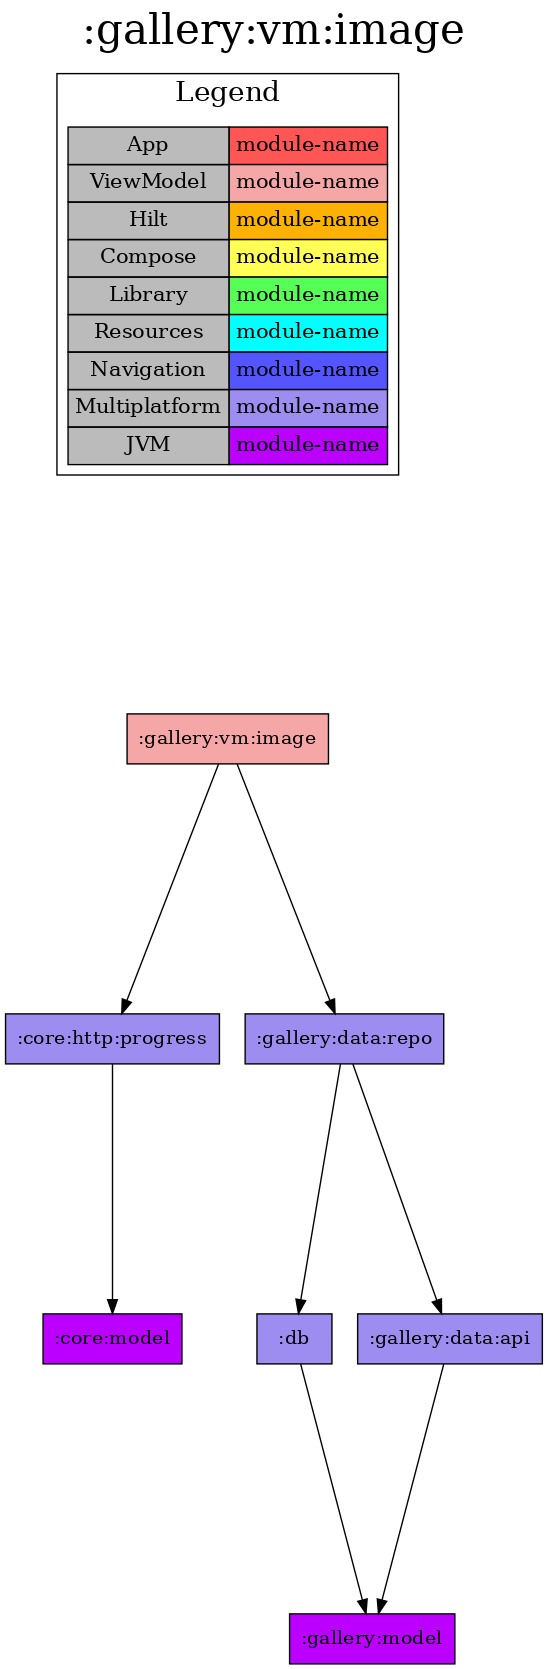 :gallery:vm:image
Legend
App module-name
ViewModel module-name
Hilt module-name
Compose module-name
Library module-name
Resources module-name
Navigation module-name
Multiplatform module-name
JVM module-name
:gallery:vm:image
:core:http:progress :gallery:data:repo
:core:model :db :gallery:data:api
:gallery:model